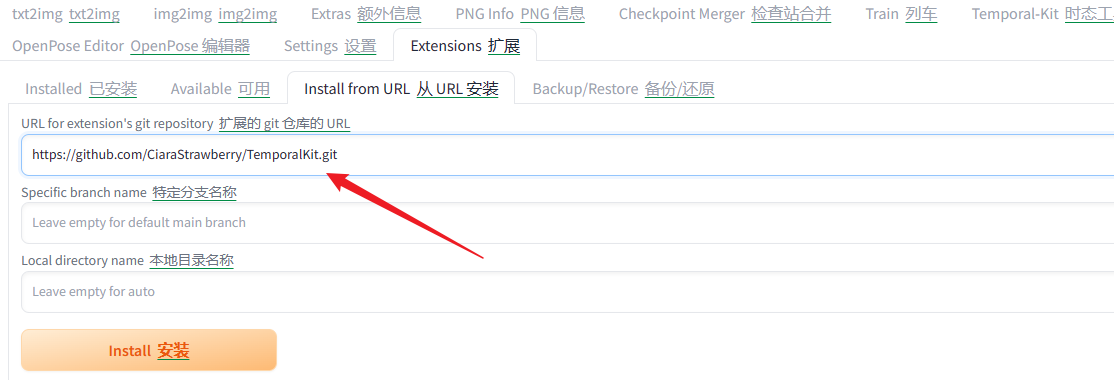 txt2img txt2img img2img img2img Extras 额外信息 PNG Info PNG 信息 Checkpoint Merger 检查站合并 Train 列车 Temporal-Kit 时态工
OpenPose Editor OpenPose 编辑器 Settings 设置 Extensions 扩展
Installed 已安装 Available 可用 Install from URL 从 URL 安装 Backup/Restore 备份/还原
URL for extension's git repository 扩展的 git 仓库的 URL
https://github.com/CiaraStrawberry/TemporalKit.git
Specific branch name 特定分支名称
Leave empty for default main branch
Local directory name 本地目录名称
Leave empty for auto
Install 安装